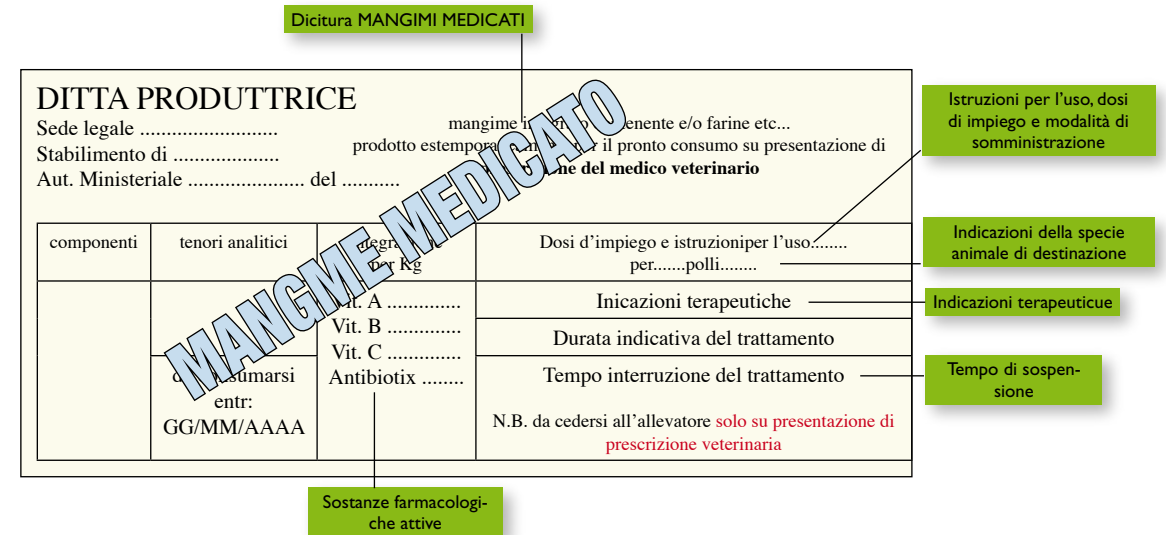 Dicitura MANGIMI MEDICATI
DITTA PRODUTTRICE
Sede legale .........................
Stabilimento di ...................
Aut. Ministeriale ..................... del ...........
mangime e/o farine etc...
prodotto il pronto consumo su presentazione di
del medico veterinario
MANGME MEDICATO
Istruzioni per l'uso, dosi
di impiego e modalità di
somministrazione
componenti
tenori analitici
per Kg
Dosi d'impiego e istruzioniper l'uso........
per.......polli........
Indicazioni della specie
animale di destinazione
Vit. A ..............
Vit. B ..............
Vit. C ..............
Antibiotix ........
Inicazioni terapeutiche
Indicazioni terapeuticue
Durata indicativa del trattamento
entr:
GG/MM/AAAA
Tempo interruzione del trattamento
Tempo di sospen-
sione
N.B. da cedersi all'allevatore solo su presentazione di
prescrizione veterinaria
Sostanze farmacologi-
che attive